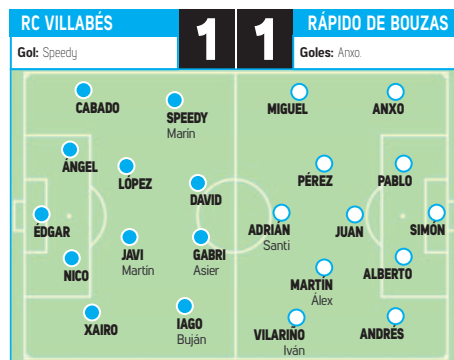 RC VILLABÉS
1
1
RÁPIDO DE BOUZAS
Gol: Speedy
Goles: Anxo.
CABADO
SPEEDY
Marín
MIGUEL
ANXO
ÁNGEL
LÓPEZ
DAVID
PÉREZ
PABLO
ÉDGAR
ADRIÁN
Santi
JUAN
SIMÓN
NICO
JAVI
Martín
GABRI
Asier
MARTÍN
Álex
ALBERTO
XAIRO
IAGO
Buján
VILARIÑO
Iván
ANDRÉS